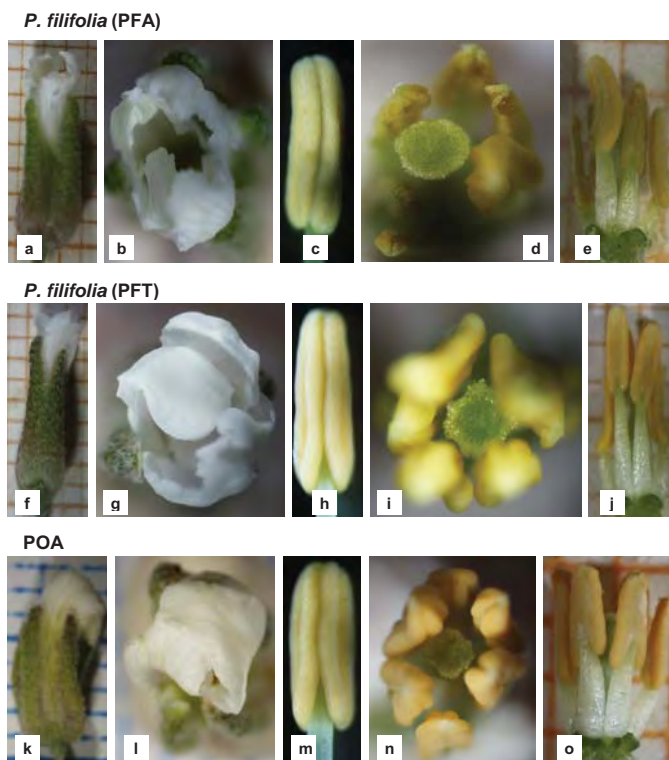 P. filifolia (PFA)
a b c d e
P. filifolia (PFT)
f g h i j
POA
k l m n o